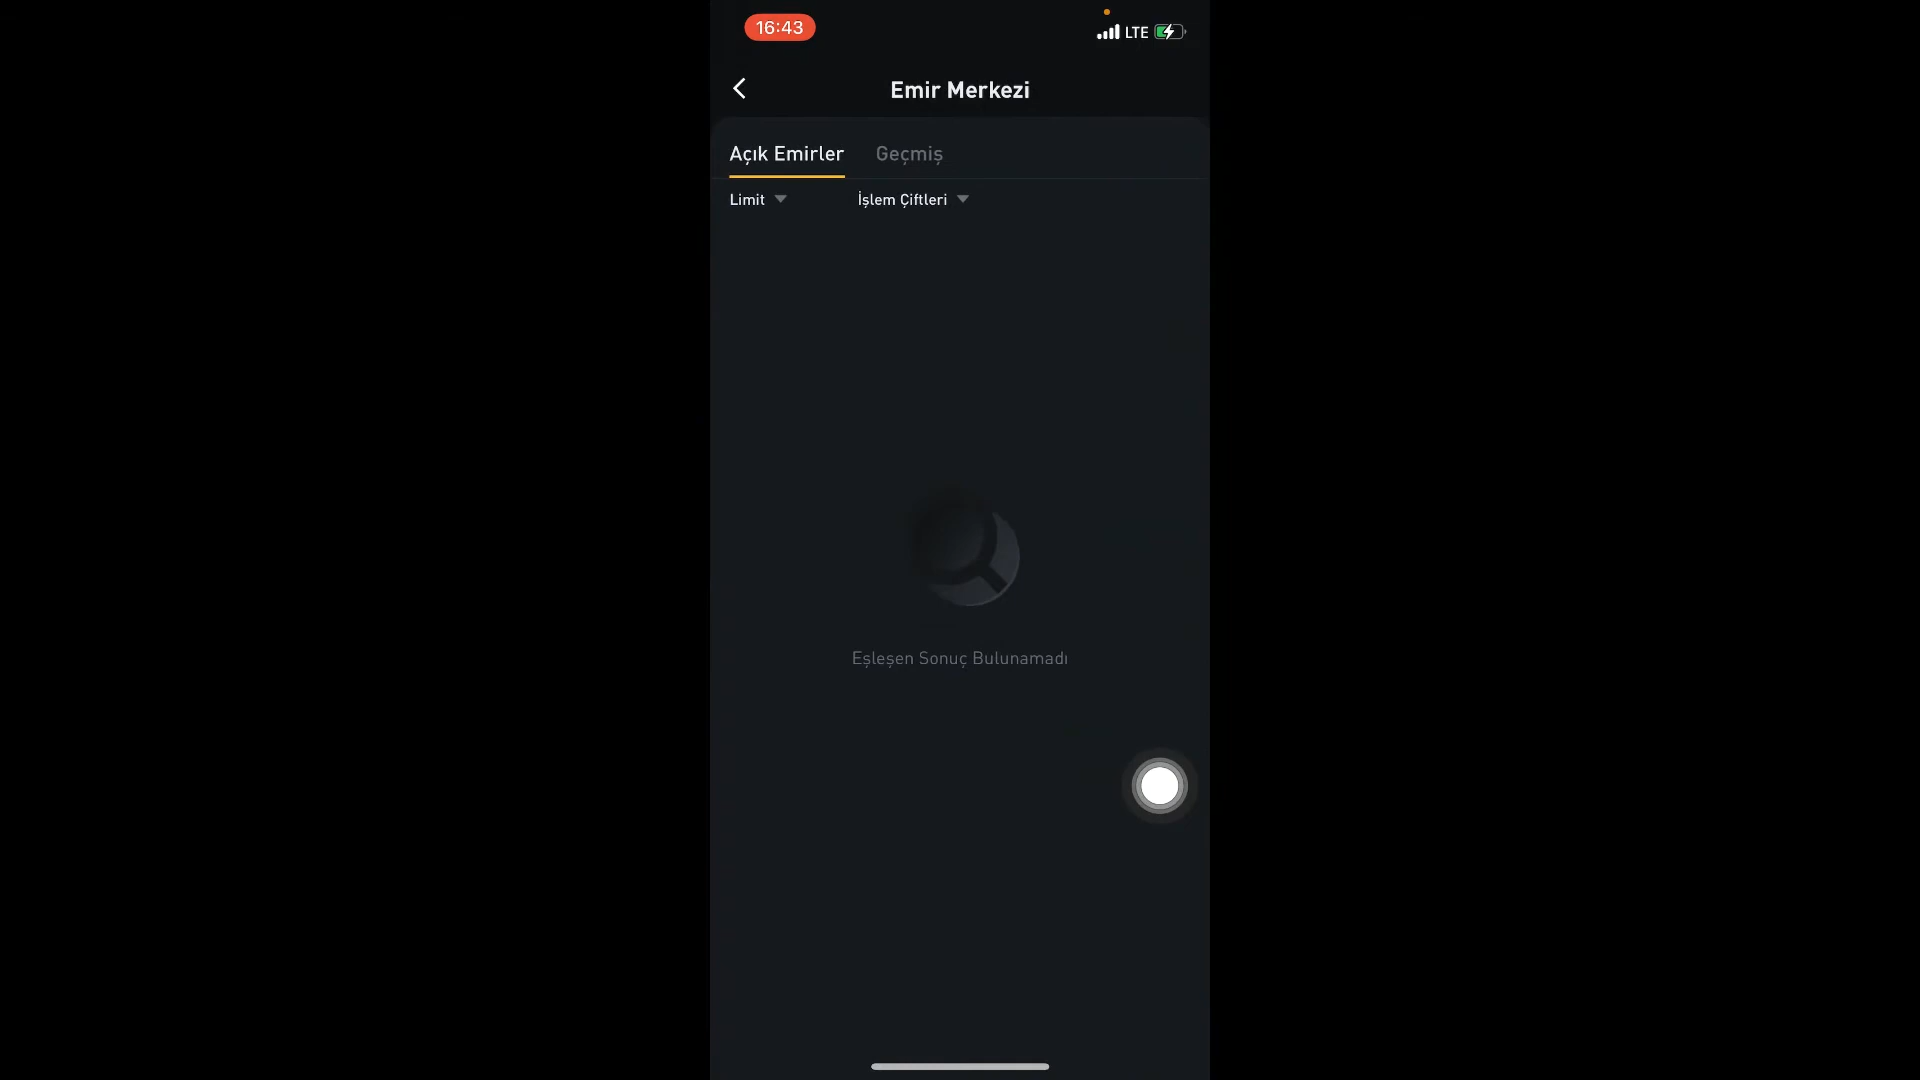 16:43
LTE
Emir Merkezi
Açık Emirler Geçmiş
Limit İşlem Çiftleri
Eşleşen Sonuç Bulunamadı